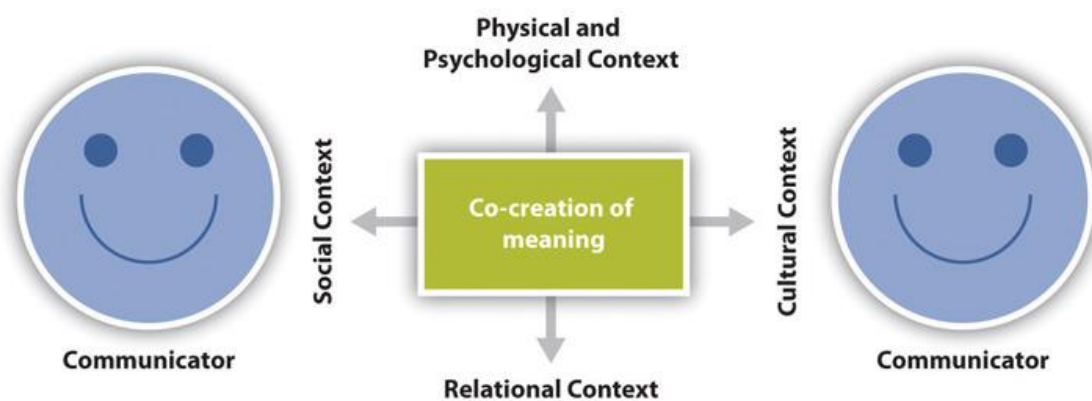 Physical and
Psychological Context
Social Context
Co-creation of
meaning
Cultural Context
Communicator
Communicator
Relational Context